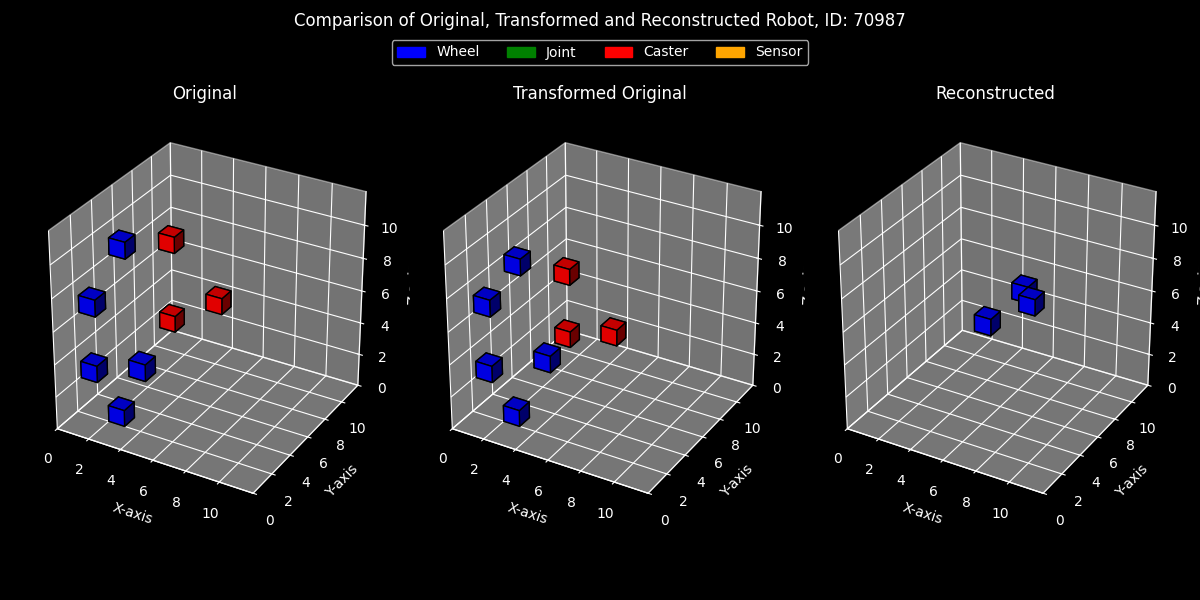 Comparison of Original, Transformed and Reconstructed Robot, ID: 70987
Wheel Joint Caster Sensor
Original
Transformed Original
Reconstructed
10
8
6
4
2
0
0 2 4 6 8 10
X-axis
0 2 4 6 8 10
Y-axis
10
8
6
4
2
0
0 2 4 6 8 10
X-axis
0 2 4 6 8 10
Y-axis
10
8
6
4
2
0
0 2 4 6 8 10
X-axis
0 2 4 6 8 10
Y-axis